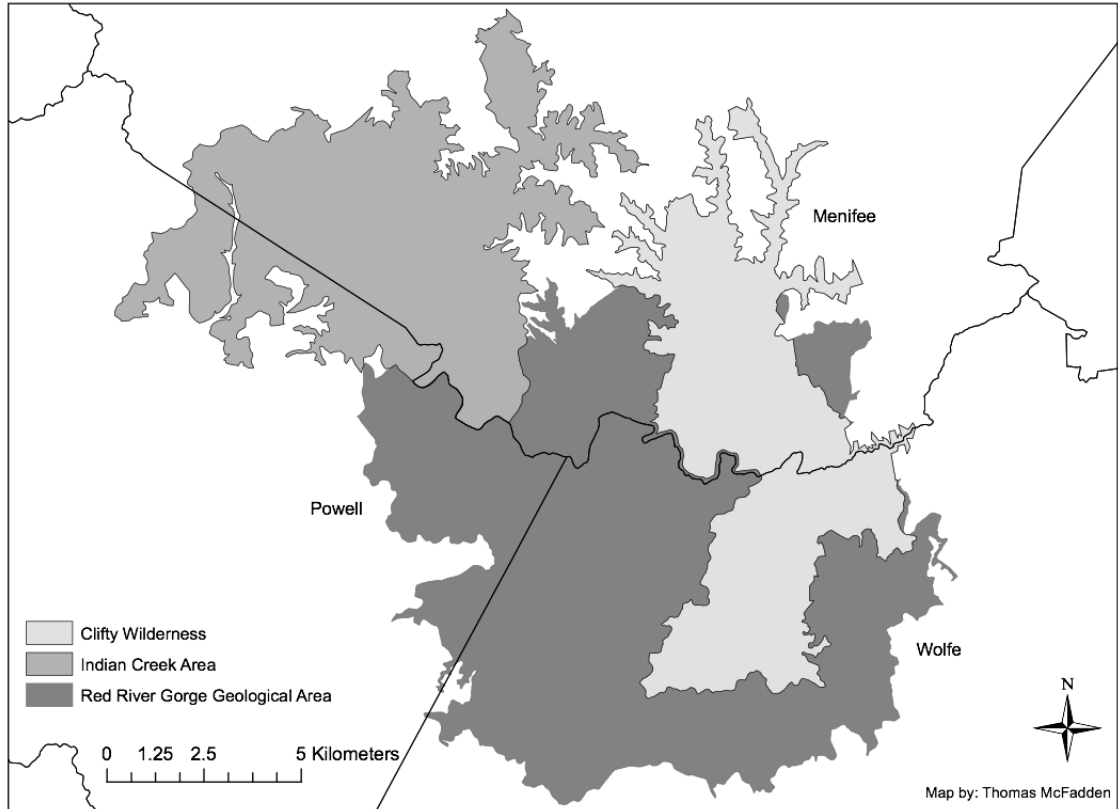 Menifee
Powell
Wolfe
Clifty Wilderness
Indian Creek Area
Red River Gorge Geological Area
0 1.25 2.5 5 Kilometers
N
Map by: Thomas McFadden